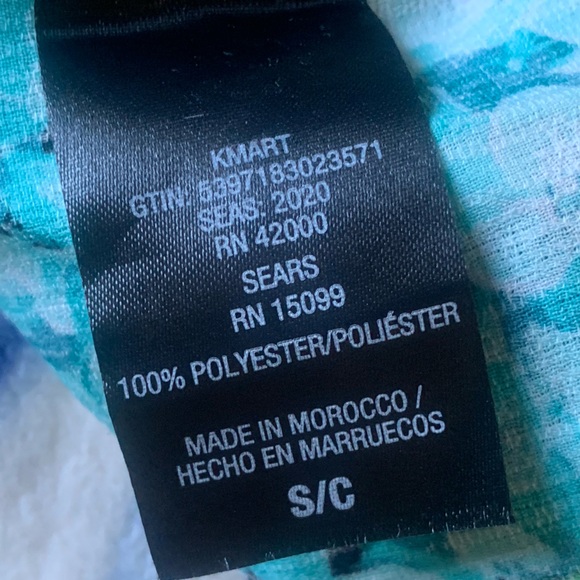 KMART
GTIN: 5397183023571
SEAS: 2020
RN 42000
SEARS
RN 15099
100% POLYESTER/POLIÉSTER
MADE IN MOROCCO /
HECHO EN MARRUECOS
S/C